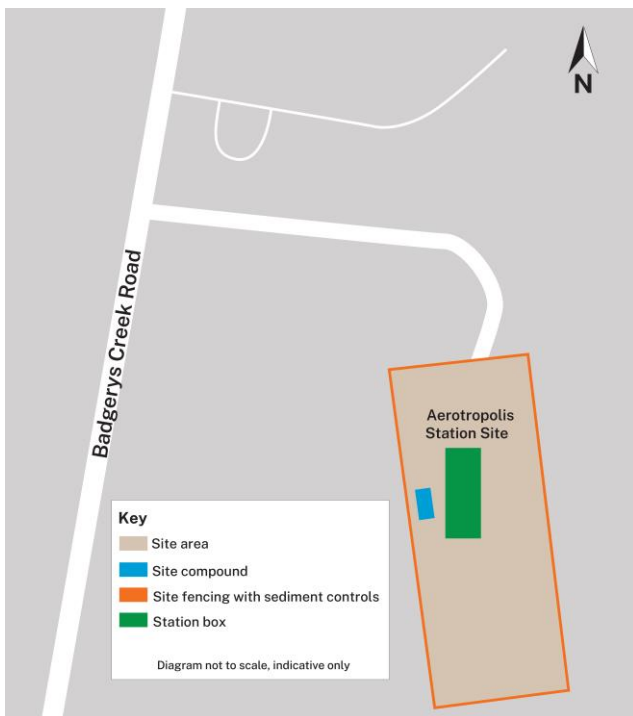 N
Badgerys Creek Road
Aerotropolis
Station Site
Key
Site area
Site compound
Site fencing with sediment controls
Station box
Diagram not to scale, indicative only